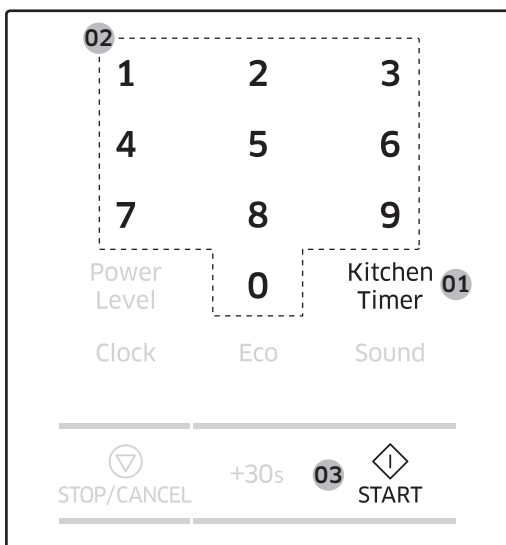 02
1 2 3
4 5 6
7 8 9
Power
Level
0
Kitchen
Timer
01
Clock Eco Sound
STOP/CANCEL
+30s
03
START